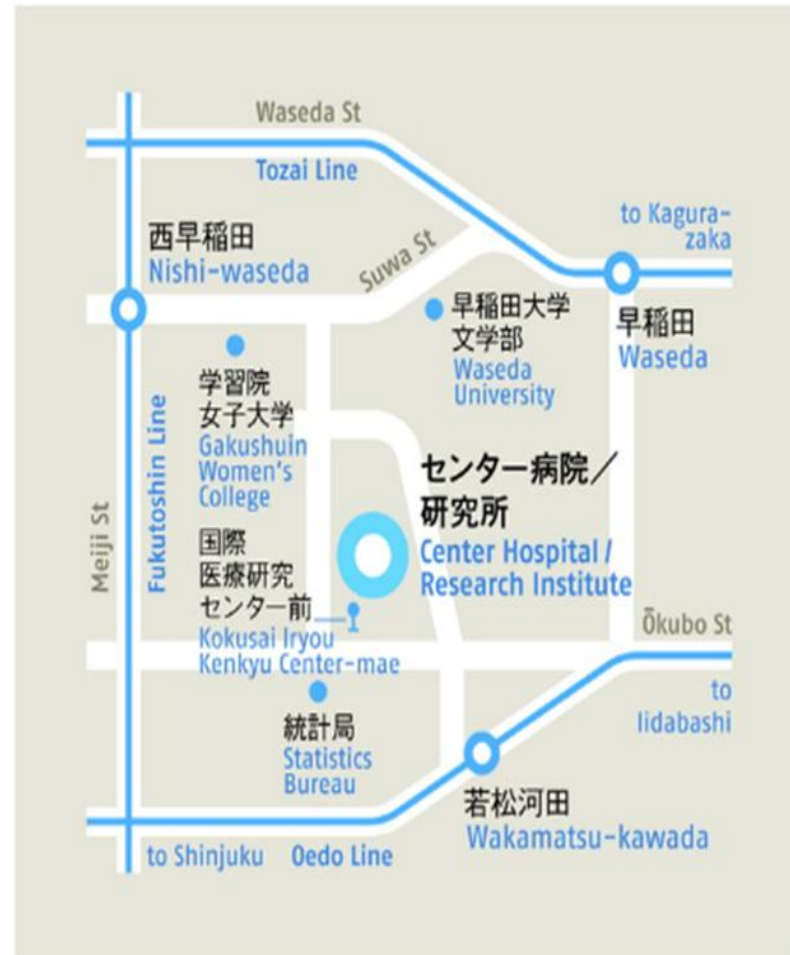 Waseda St
Tozai Line
to Kagura-
zaka
西早稲田
Nishi-waseda
Suwa St
早稲田大学
文学部
Waseda
University
早稲田
Waseda
学習院
女子大学
Gakushuin
Women's
College
Fukutoshin Line
Meiji St
センター病院／
研究所
Center Hospital /
Research Institute
国際
医療研究
センター前
Kokusai Iryou
Kenkyu Center-mae
Ōkubo St
to
Iidabashi
統計局
Statistics
Bureau
若松河田
Wakamatsu-kawada
to Shinjuku
Oedo Line